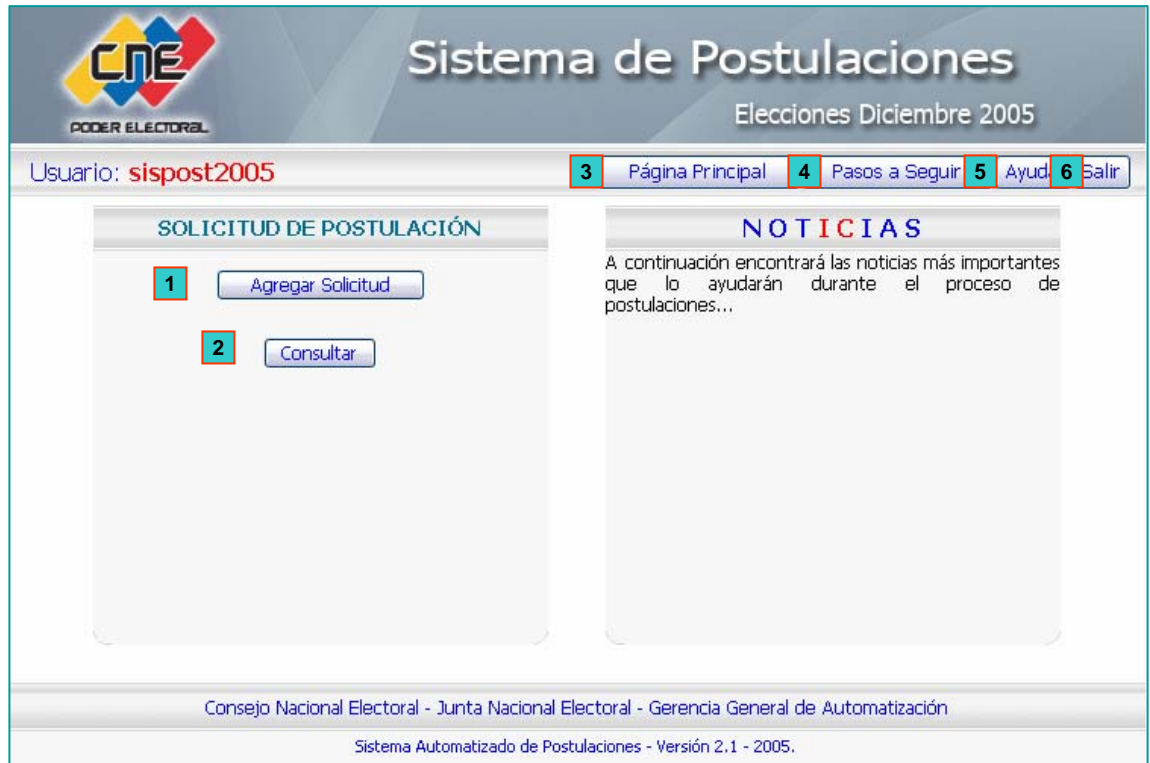 CNE
PODER ELECTORAL
Sistema de Postulaciones
Elecciones Diciembre 2005
Usuario: sispost2005
3 Página Principal 4 Pasos a Seguir 5 Ayuda 6 Salir
SOLICITUD DE POSTULACIÓN
1 Agregar Solicitud
2 Consultar
NOTICIAS
A continuación encontrará las noticias más importantes
que lo ayudarán durante el proceso de
postulaciones...
Consejo Nacional Electoral - Junta Nacional Electoral - Gerencia General de Automatización
Sistema Automatizado de Postulaciones - Versión 2.1 - 2005.